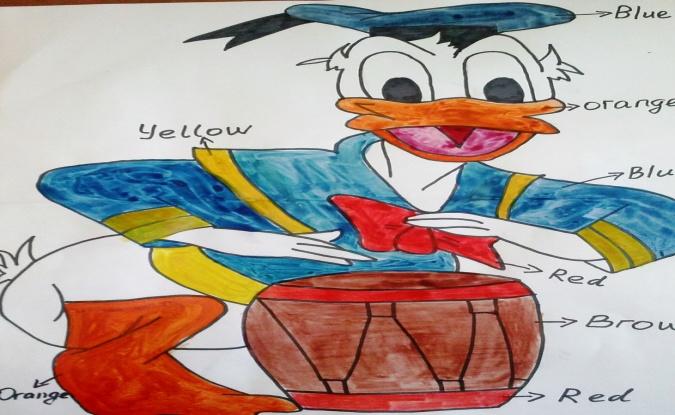 Blue
orange
Yellow
Blu
Red
Brow
Orange
Red